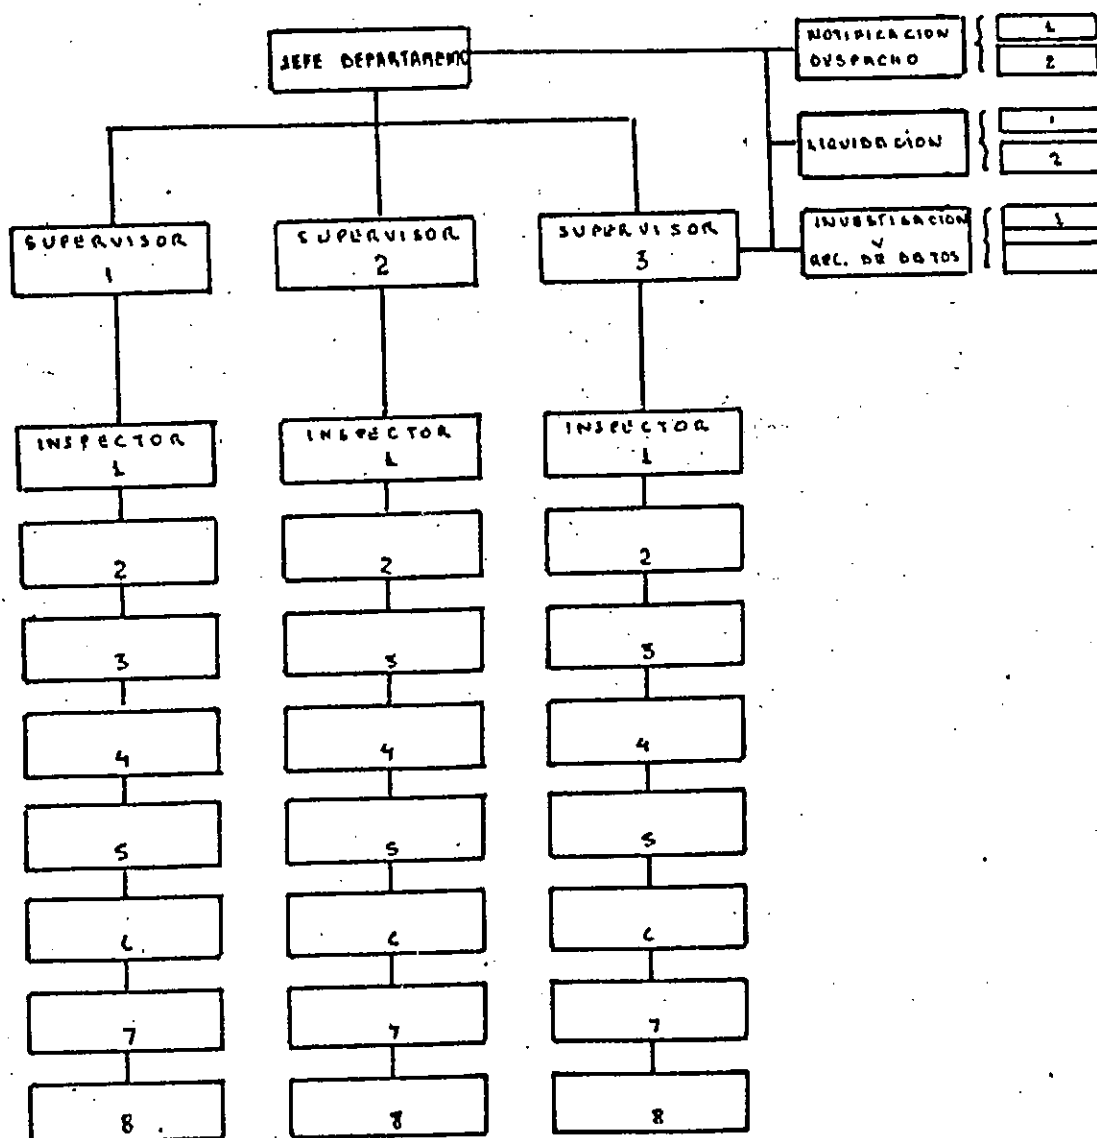 JEFE DEPARTAMENTO
NOTIFICACION
DESPACHO
1
2
LIQUIDACIÓN
1
2
INVESTIGACION
Y
REC. DE DATOS
1
SUPERVISOR
1
SUPERVISOR
2
SUPERVISOR
3
INSPECTOR
1
2
3
4
5
6
7
8
INSPECTOR
1
2
3
4
5
6
7
8
INSPECTOR
1
2
3
4
5
6
7
8